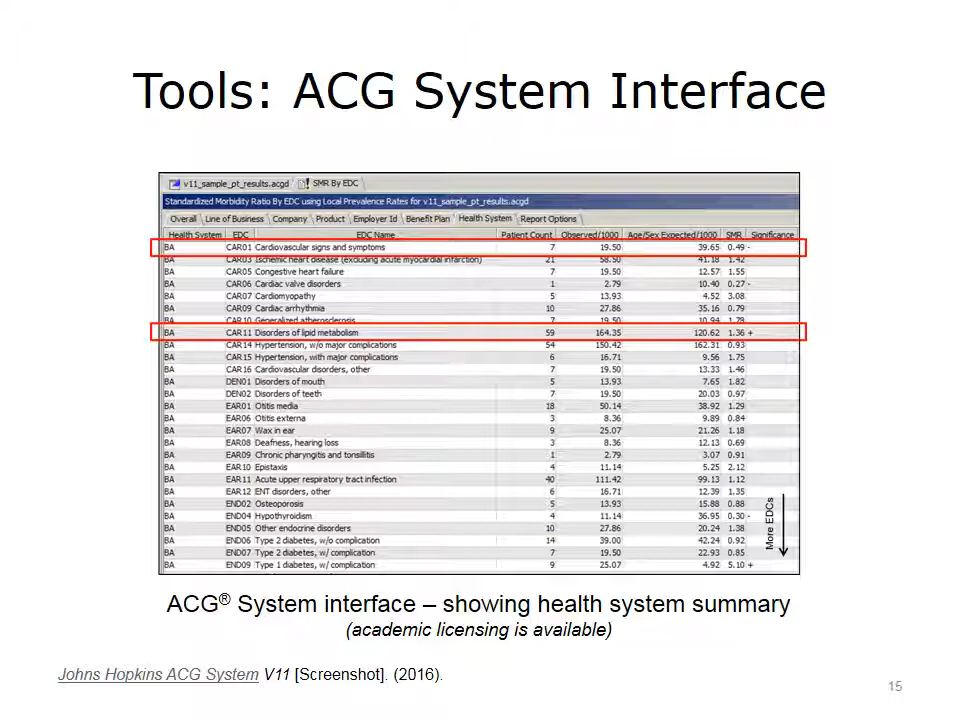 Tools: ACG System Interface
v11_sample_pt_results.acgd SMR By EDC
Standardized Morbidity Ratio By EDC using Local Prevalence Rates for v11_sample_pt_results.acgd
Overall Line of Business Company Product Employer Id Benefit Plan Health System Report Options
Health System EDC EDC Name Patient Count Observed/1000 Age/Sex Expected/1000 SMR Significance
BA CAR01 Cardiovascular signs and symptoms 7 19.50 39.65 0.49 -
BA CAR03 Ischemic heart disease (excluding acute myocardial infarction) 21 58.50 41.18 1.42
BA CAR05 Congestive heart failure 7 19.50 12.57 1.55
BA CAR06 Cardiac valve disorders 1 2.79 10.40 0.27 -
BA CAR07 Cardiomyopathy 5 13.93 4.52 3.08
BA CAR09 Cardiac arrhythmia 10 27.86 35.16 0.79
BA CAR10 Generalized atherosclerosis 7 19.50 10.94 1.78
BA CAR11 Disorders of lipid metabolism 59 164.35 120.62 1.36 +
BA CAR14 Hypertension, w/o major complications 54 150.42 162.31 0.93
BA CAR15 Hypertension, with major complications 6 16.71 9.56 1.75
BA CAR16 Cardiovascular disorders, other 7 19.50 13.33 1.46
BA DEN01 Disorders of mouth 5 13.93 7.65 1.82
BA DEN02 Disorders of teeth 7 19.50 20.03 0.97
BA EAR01 Otitis media 18 50.14 38.92 1.29
BA EAR06 Otitis externa 3 8.36 9.89 0.84
BA EAR07 Wax in ear 9 25.07 21.26 1.18
BA EAR08 Deafness, hearing loss 3 8.36 12.13 0.69
BA EAR09 Chronic pharyngitis and tonsillitis 1 2.79 3.07 0.91
BA EAR10 Epistaxis 4 11.14 5.25 2.12
BA EAR11 Acute upper respiratory tract infection 40 111.42 99.13 1.12
BA EAR12 ENT disorders, other 6 16.71 12.39 1.35
BA END02 Osteoporosis 5 13.93 15.88 0.88
BA END04 Hypothyroidism 4 11.14 36.95 0.30 -
BA END05 Other endocrine disorders 10 27.86 20.24 1.38
BA END06 Type 2 diabetes, w/o complication 14 39.00 42.24 0.92
BA END07 Type 2 diabetes, w/ complication 7 19.50 22.93 0.85
BA END09 Type 1 diabetes, w/ complication 9 25.07 4.92 5.10 +
More EDCs
ACG® System interface – showing health system summary
(academic licensing is available)
Johns Hopkins ACG System V11 [Screenshot]. (2016).
15